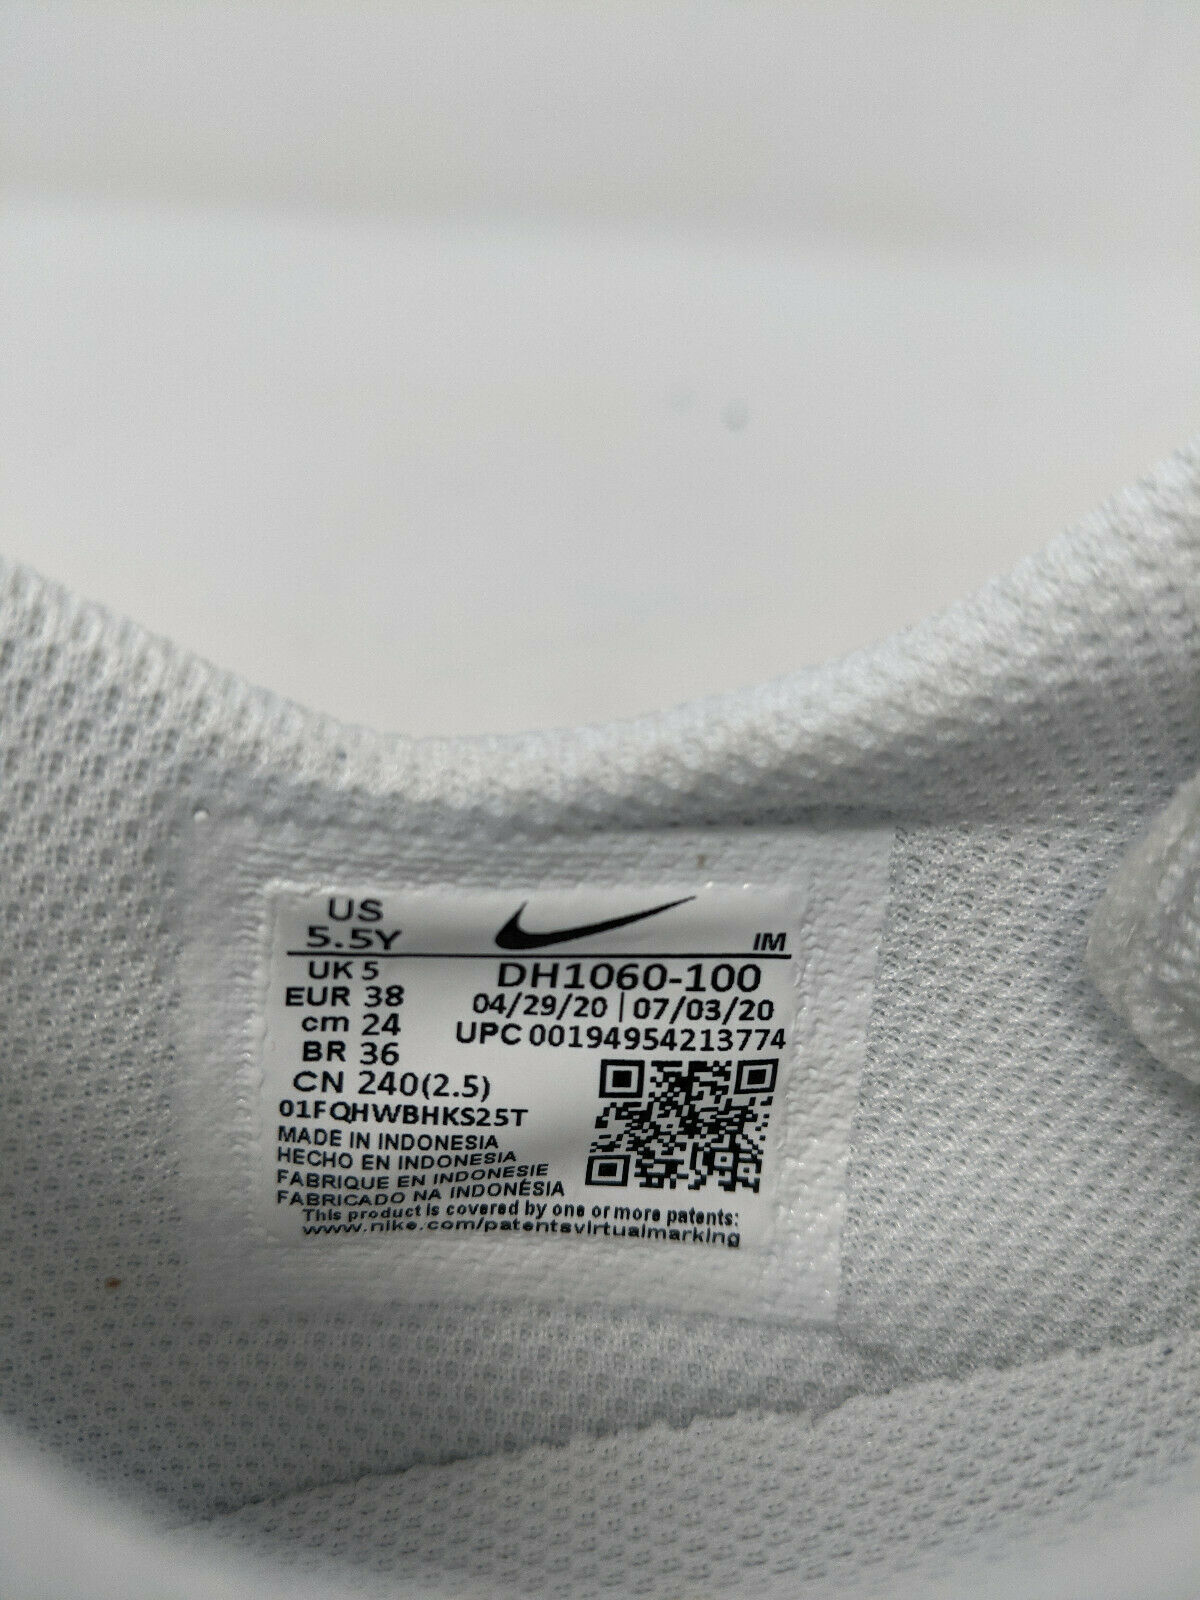 US
5.5Y
IM
UK 5
EUR 38
cm 24
BR 36
CN 240(2.5)
DH1060-100
04/29/20 | 07/03/20
UPC 00194954213774
01FQHWBHKS25T
MADE IN INDONESIA
HECHO EN INDONESIA
FABRIQUE EN INDONESIE
FABRICADO NA INDONÉSIA
This product is covered by one or more patents:
www.nike.com/patentsvirtualmarking